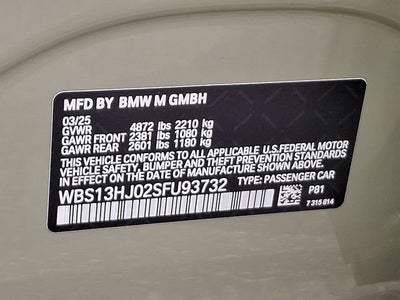 MFD BY BMW M GMBH
03/25
GVWR 4872 lbs 2210 kg
GAWR FRONT 2381 lbs 1080 kg
GAWR REAR 2601 lbs 1180 kg
THIS VEHICLE CONFORMS TO ALL APPLICABLE U.S.FEDERAL MOTOR
VEHICLE SAFETY, BUMPER, AND THEFT PREVENTION STANDARDS
IN EFFECT ON THE DATE OF MANUFACTURE SHOWN ABOVE.
WBS13HJ02SFU93732 TYPE: PASSENGER CAR
P81
7 315 814